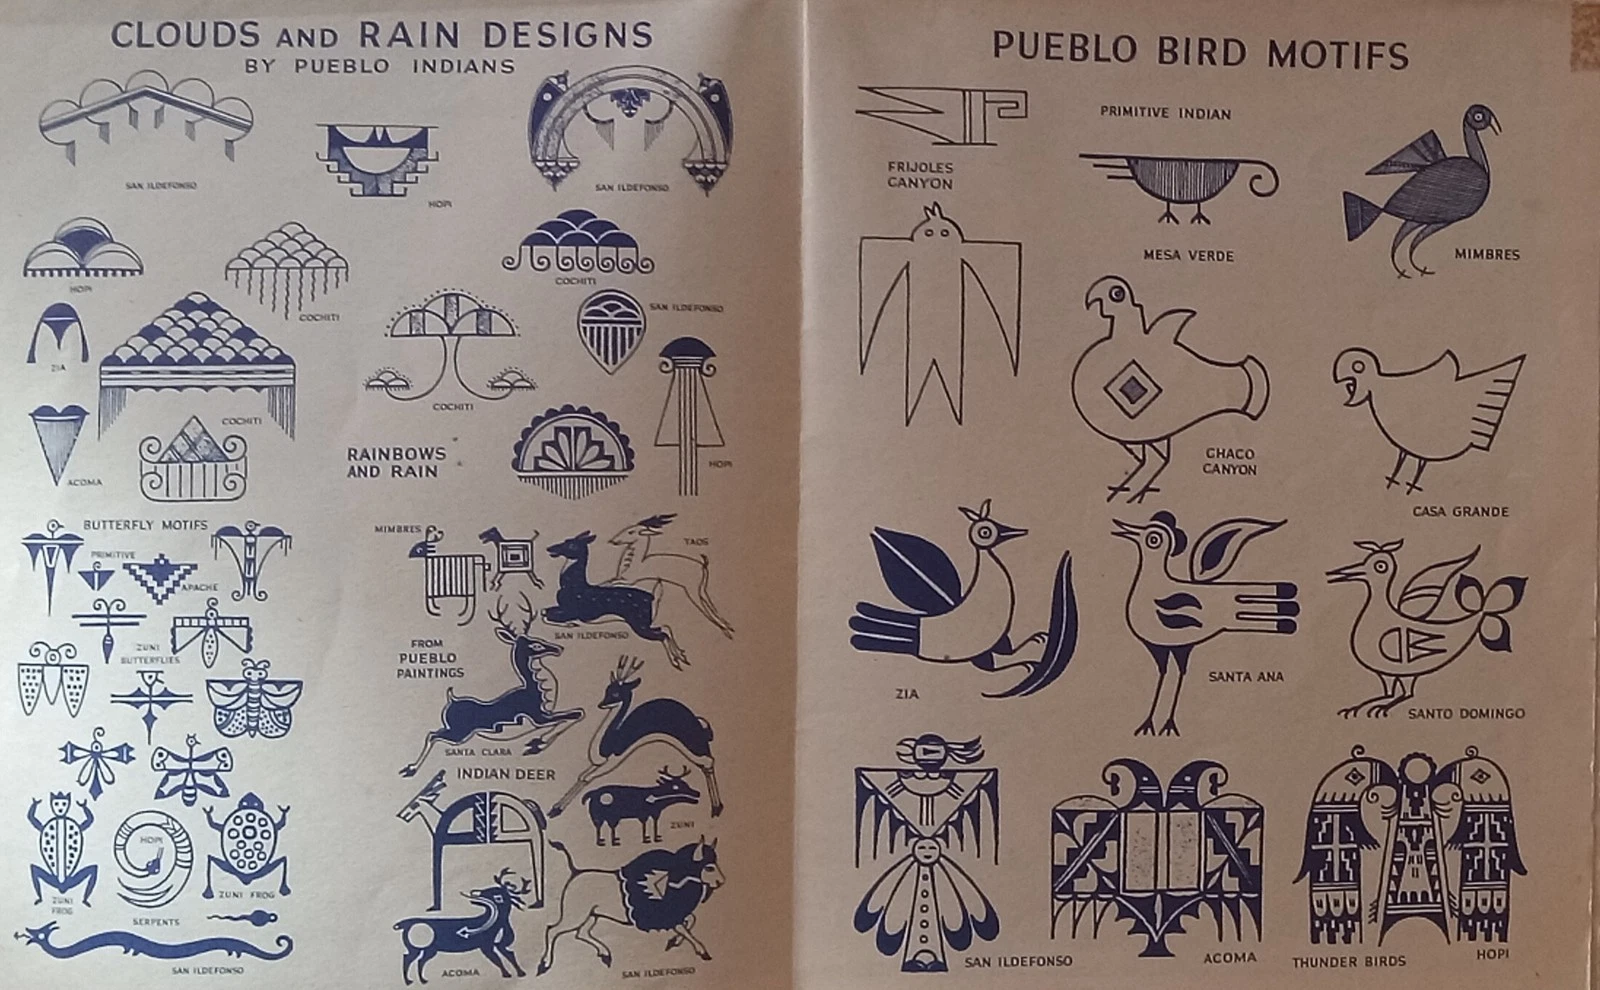 CLOUDS AND RAIN DESIGNS
BY PUEBLO INDIANS
SAN ILDEFONSO
HOPI
SAN ILDEFONSO
HOPI
COCHITI
COCHITI
ZIA
COCHITI
SAN ILDEFONSO
COCHITI
ACOMA
RAINBOWS
AND RAIN
HOPI
BUTTERFLY MOTIFS
PRIMITIVE
APACHE
ZUNI
BUTTERFLIES
HOPI
ZUNI
FROG
ZUNI FROG
SERPENTS
SAN ILDEFONSO
MIMBRES
TAOS
SAN ILDEFONSO
FROM
PUEBLO
PAINTINGS
SANTA CLARA
INDIAN DEER
ZUNI
ACOMA
SAN ILDEFONSO
PUEBLO BIRD MOTIFS
PRIMITIVE INDIAN
FRIJOLES
CANYON
MESA VERDE
MIMBRES
CHACO
CANYON
CASA GRANDE
ZIA
SANTA ANA
SANTO DOMINGO
SAN ILDEFONSO
ACOMA
THUNDER BIRDS
HOPI